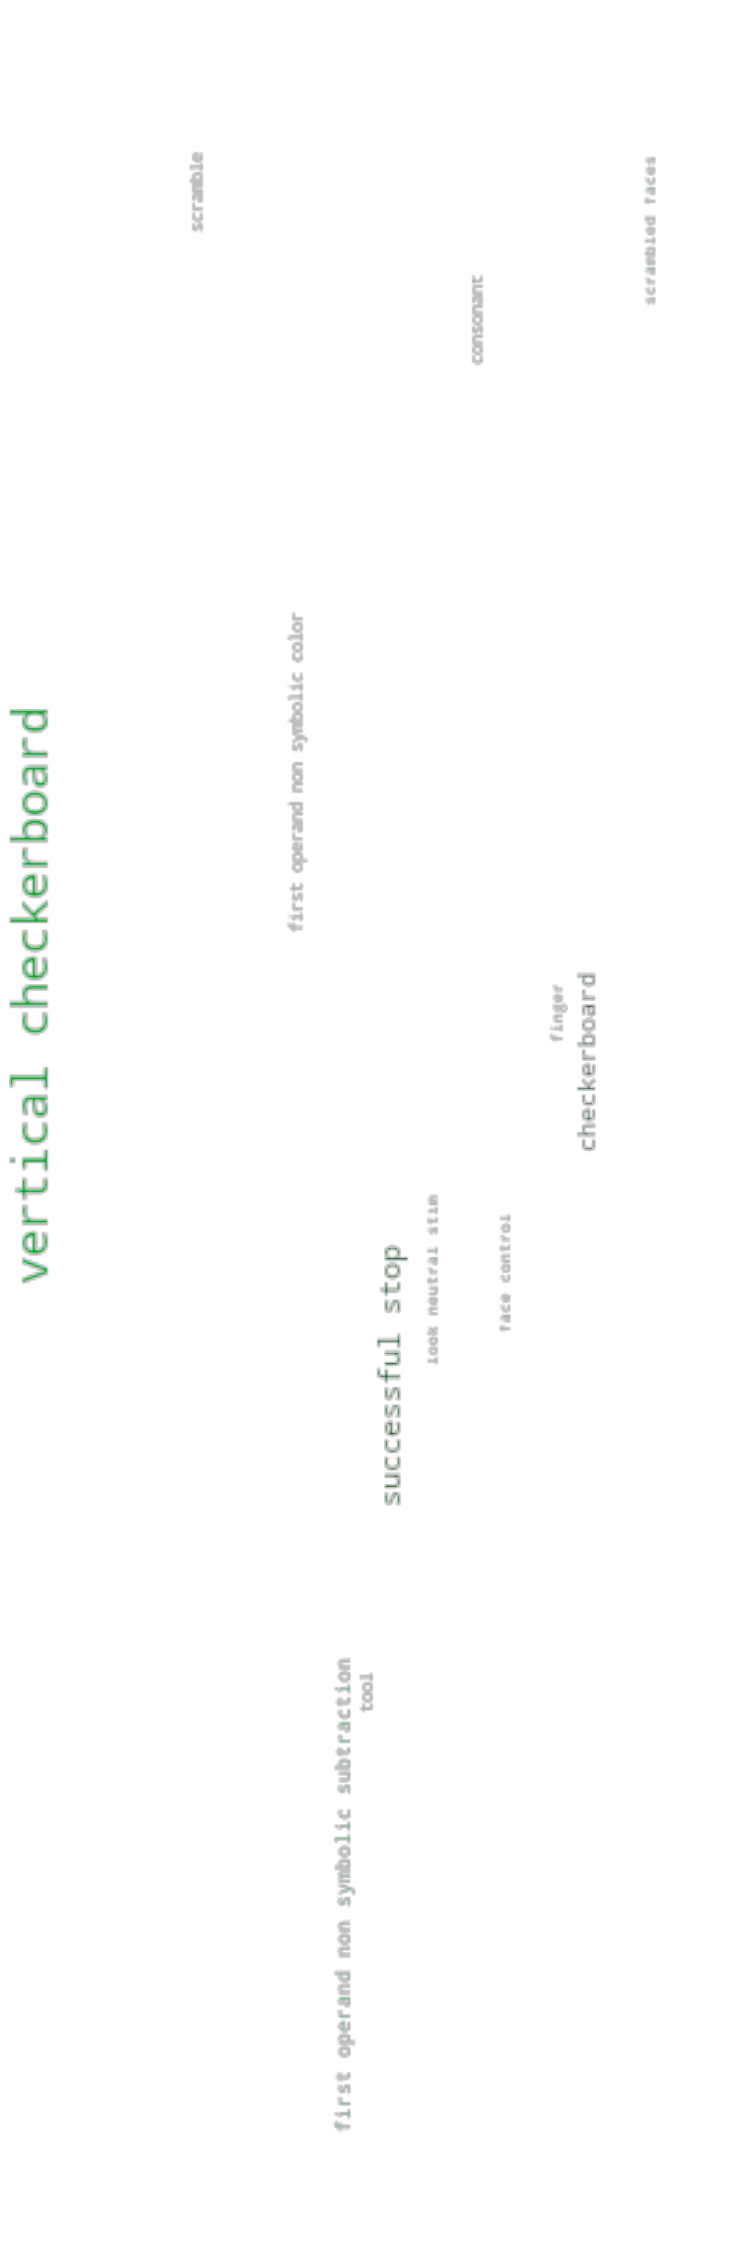 vertical checkerboard
scramble
first operand non symbolic color
first operand non symbolic subtraction
tool
successful stop
look neutral stim
consonant
face control
finger
checkerboard
scrambled faces